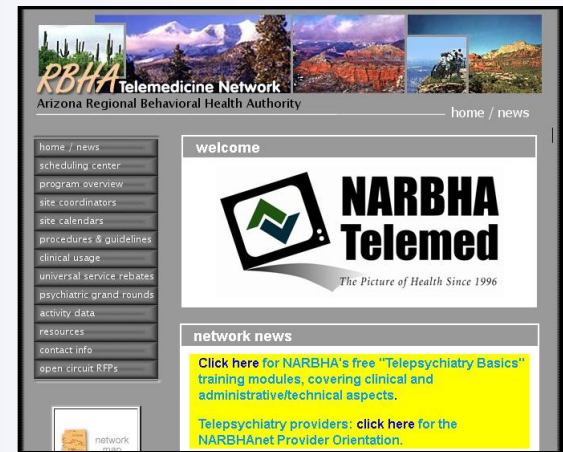 RBHA Telemedicine Network
Arizona Regional Behavioral Health Authority
home / news
home / news
scheduling center
program overview
site coordinators
site calendars
procedures & guidelines
clinical usage
universal service rebates
psychiatric grand rounds
activity data
resources
contact info
open circuit RFPs
network
map
welcome
NARBHA
Telemed
The Picture of Health Since 1996
network news
Click here for NARBHA's free "Telepsychiatry Basics"
training modules, covering clinical and
administrative/technical aspects.
Telepsychiatry providers: click here for the
NARBHAnet Provider Orientation.